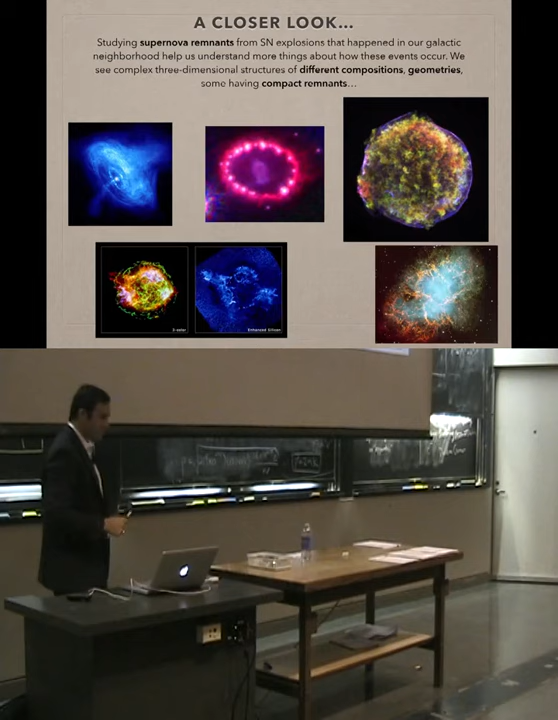 A CLOSER LOOK...
Studying supernova remnants from SN explosions that happened in our galactic
neighborhood help us understand more things about how these events occur. We
see complex three-dimensional structures of different compositions, geometries,
some having compact remnants...
3-color
Enhanced Silicon